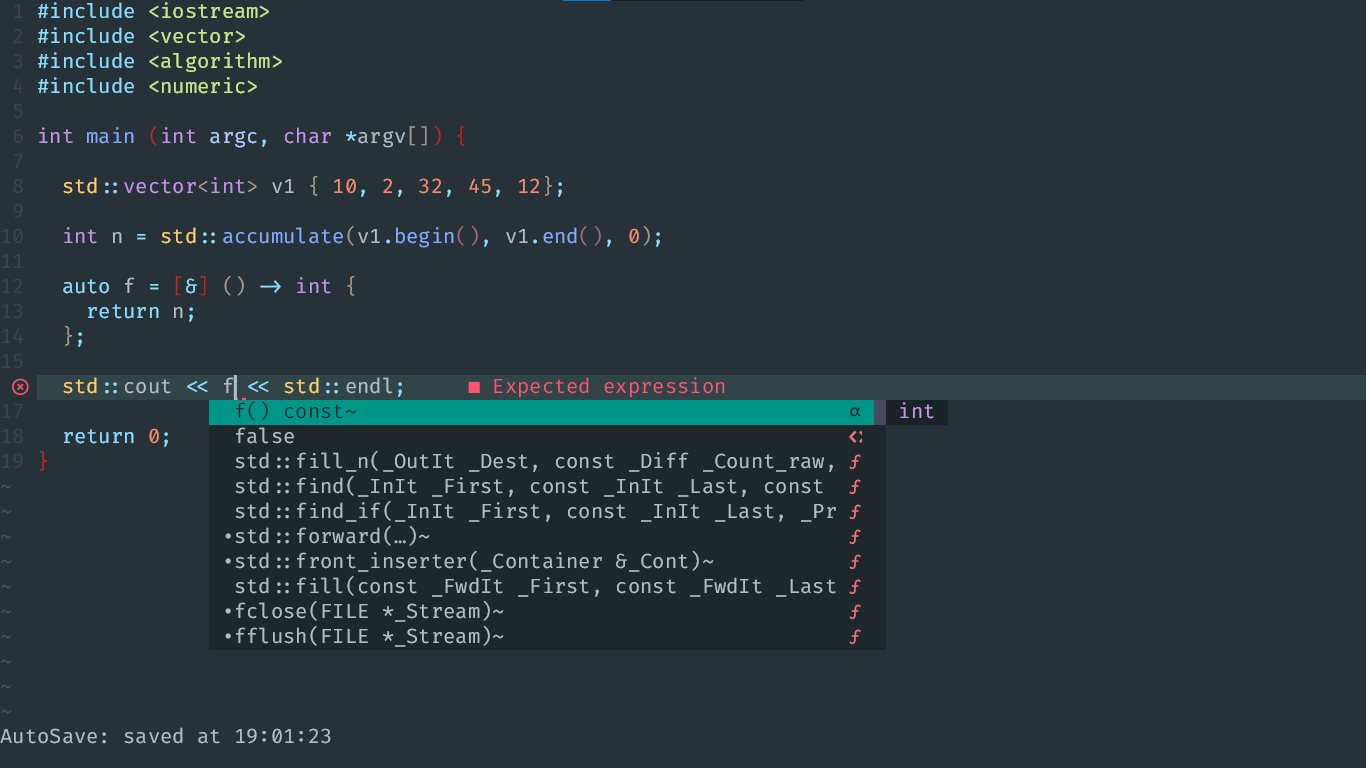 1 #include <iostream>
2 #include <vector>
3 #include <algorithm>
4 #include <numeric>
5
6 int main (int argc, char *argv[]) {
7
8   std::vector<int> v1 { 10, 2, 32, 45, 12};
9
10   int n = std::accumulate(v1.begin(), v1.end(), 0);
11
12   auto f = [&] () -> int {
13     return n;
14   };
15
std::cout << f << std::endl;     ■ Expected expression
17 f() const~ α int
18   return 0; false
19 } std::fill_n(_OutIt _Dest, const _Diff _Count_raw, ƒ
~ std::find(_InIt _First, const _InIt _Last, const ƒ
~ std::find_if(_InIt _First, const _InIt _Last, _Pr ƒ
~ •std::forward(…)~ ƒ
~ •std::front_inserter(_Container &_Cont)~ ƒ
~ std::fill(const _FwdIt _First, const _FwdIt _Last ƒ
~ •fclose(FILE *_Stream)~ ƒ
~ •fflush(FILE *_Stream)~ ƒ
~
~
~
AutoSave: saved at 19:01:23